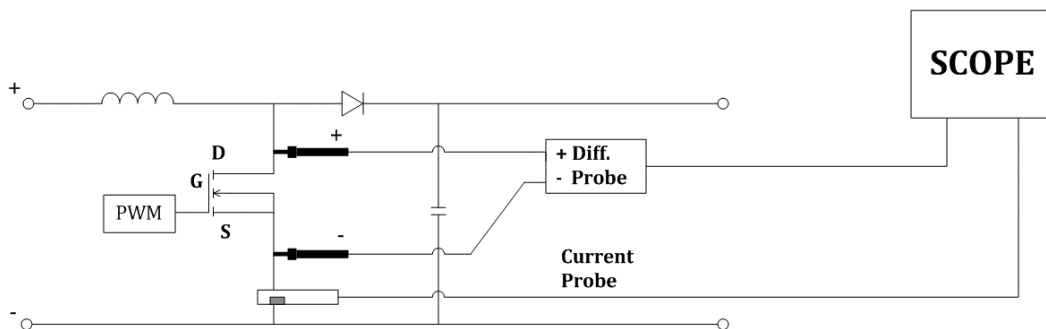 SCOPE
+
+
D
+ Diff.
- Probe
G
PWM
S
-
Current
Probe
-